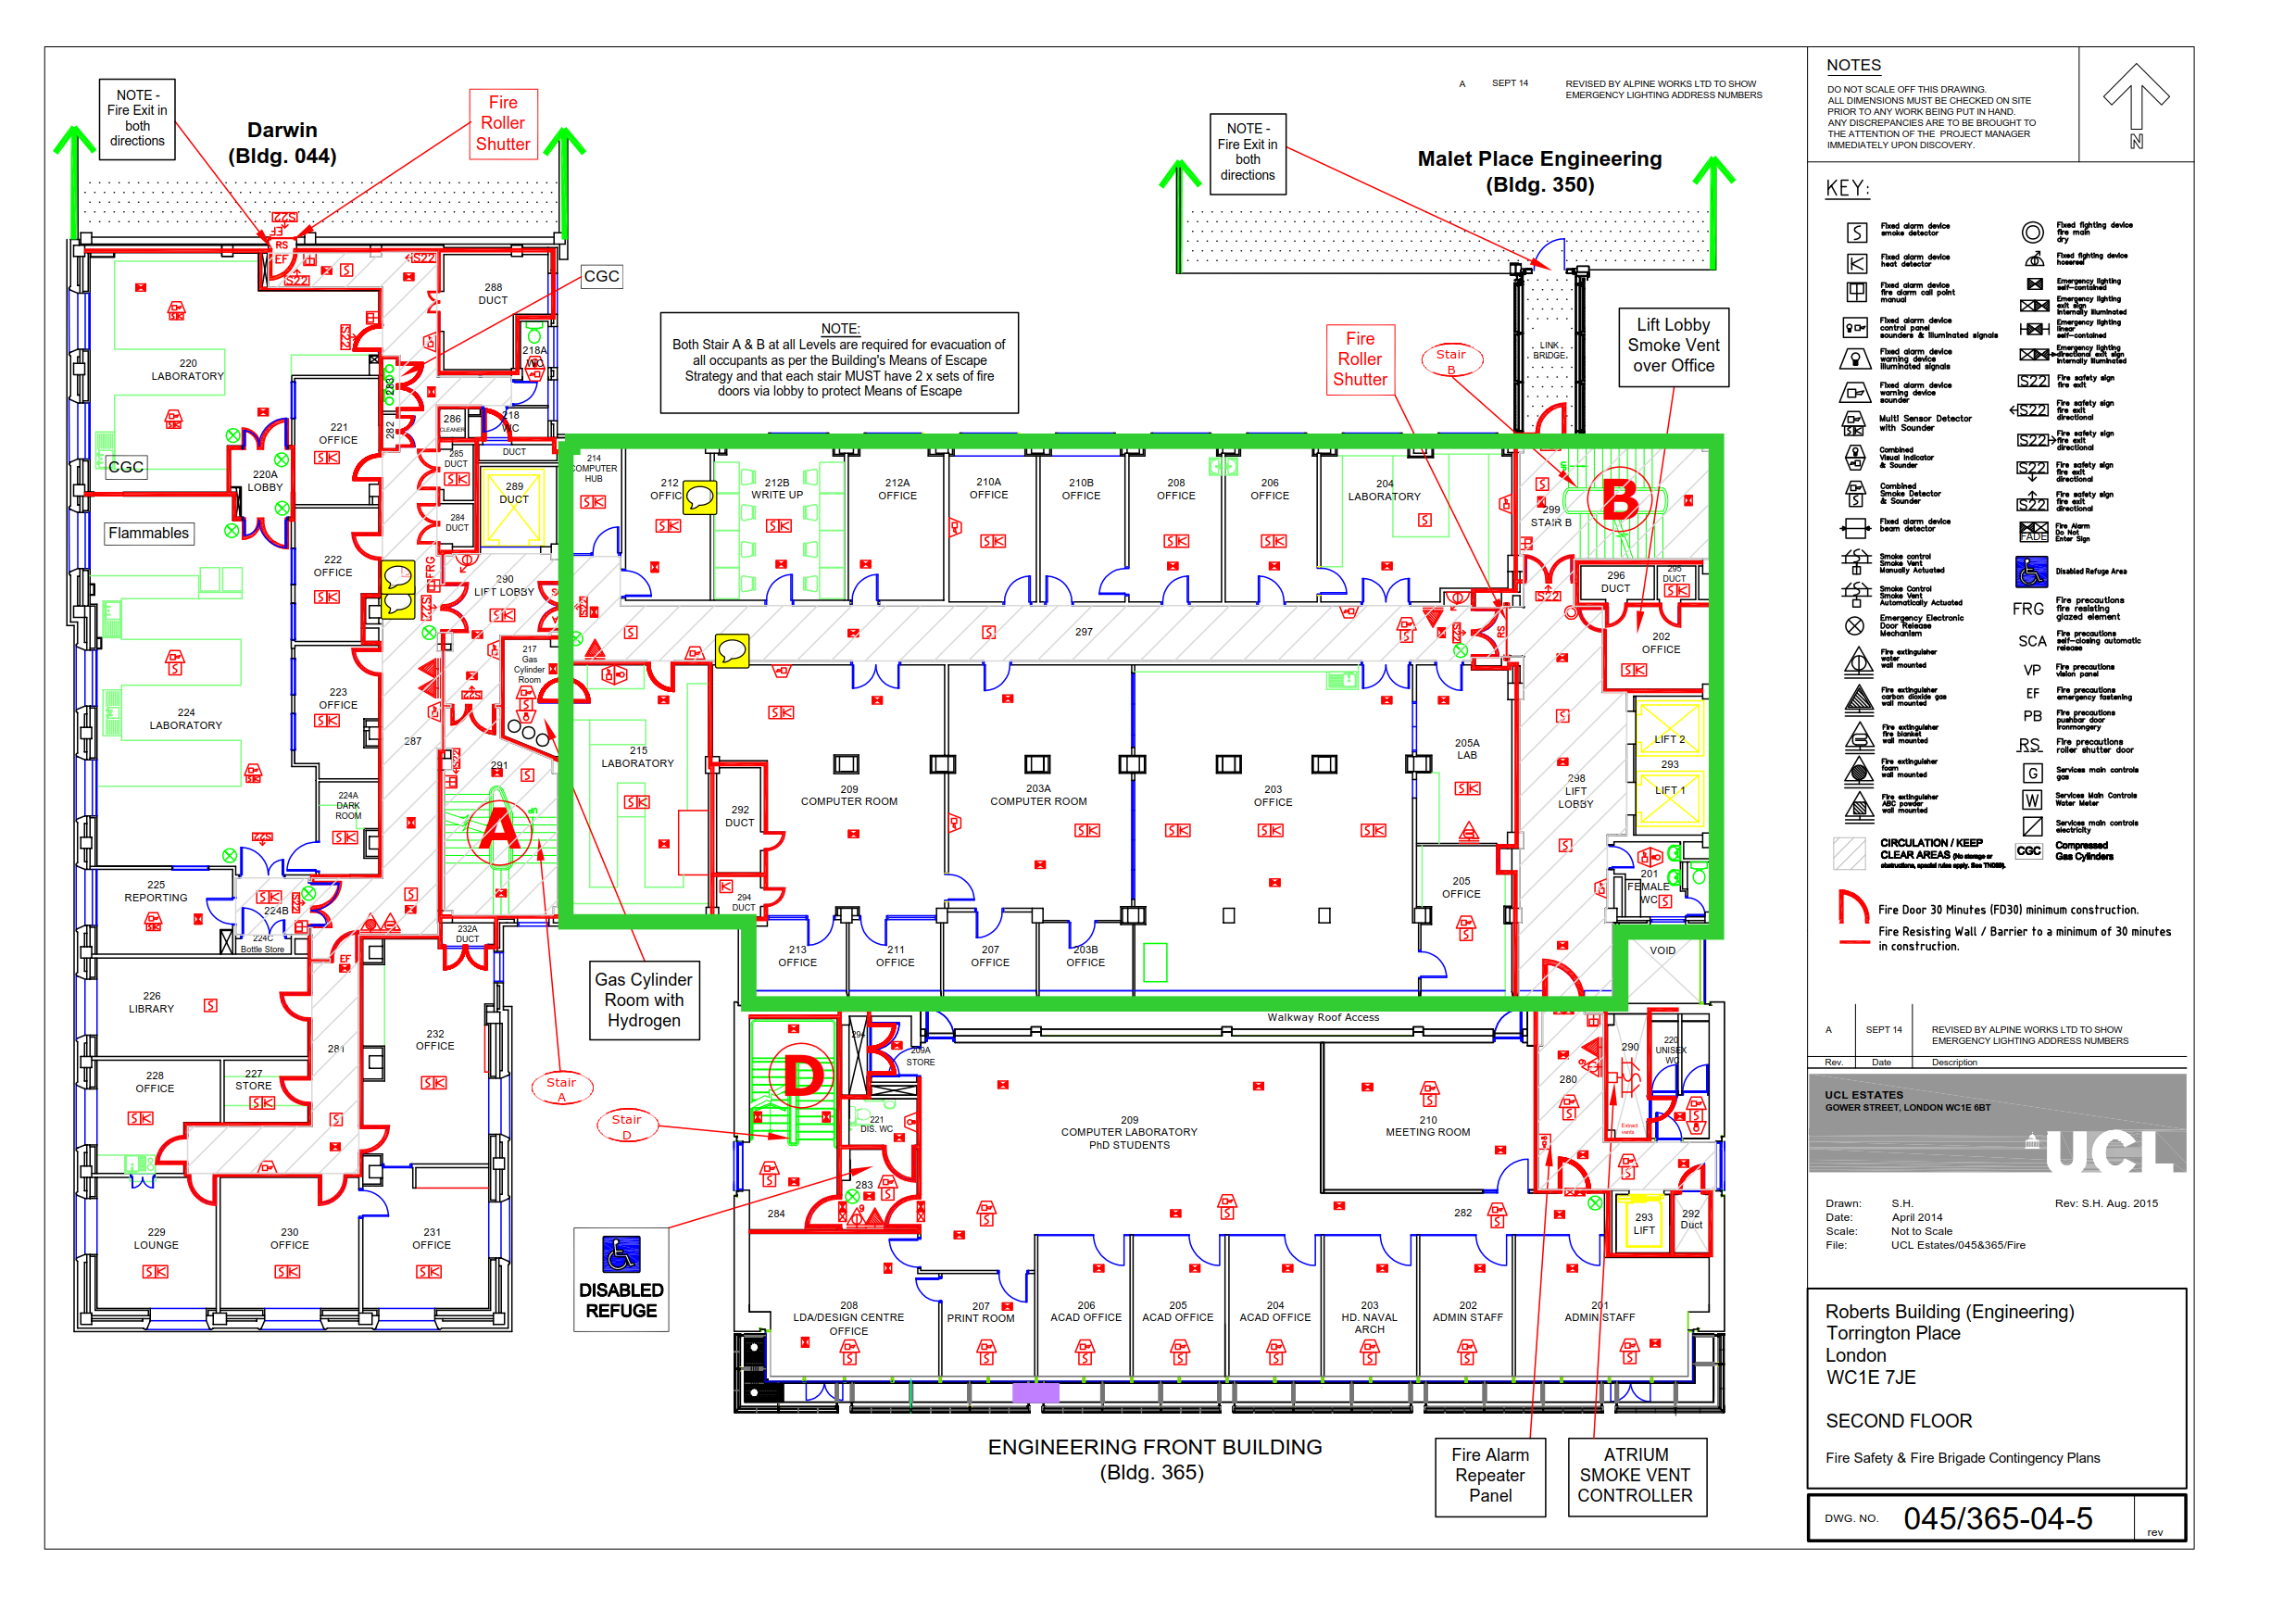 NOTE -
Fire Exit in
both
directions
Darwin
(Bldg. 044)
Fire
Roller
Shutter
A SEPT 14 REVISED BY ALPINE WORKS LTD TO SHOW
EMERGENCY LIGHTING ADDRESS NUMBERS
NOTE -
Fire Exit in
both
directions
Malet Place Engineering
(Bldg. 350)
CGC
NOTE:
Both Stair A & B at all Levels are required for evacuation of
all occupants as per the Building's Means of Escape
Strategy and that each stair MUST have 2 x sets of fire
doors via lobby to protect Means of Escape
Fire
Roller
Shutter
Stair
B
LINK
BRIDGE
Lift Lobby
Smoke Vent
over Office
RS
EF
S22
288
DUCT
218A
WC
220
LABORATORY
283
282
221
OFFICE
286
CLEANER
218
WC
DUCT
285
DUCT
289
DUCT
284
DUCT
CGC
220A
LOBBY
Flammables
222
OFFICE
FRG
290
LIFT LOBBY
217
Gas
Cylinder
Room
223
OFFICE
224
LABORATORY
287
291
A
224A
DARK
ROOM
225
REPORTING
224B
224C
Bottle Store
232A
DUCT
EF
226
LIBRARY
281
232
OFFICE
228
OFFICE
227
STORE
229
LOUNGE
230
OFFICE
231
OFFICE
214
COMPUTER
HUB
212
OFFIC
212B
WRITE UP
212A
OFFICE
210A
OFFICE
210B
OFFICE
208
OFFICE
206
OFFICE
204
LABORATORY
299
STAIR B
B
296
DUCT
295
DUCT
202
OFFICE
297
RS
215
LABORATORY
292
DUCT
294
DUCT
209
COMPUTER ROOM
203A
COMPUTER ROOM
203
OFFICE
205A
LAB
205
OFFICE
298
LIFT
LOBBY
LIFT 2
293
LIFT 1
201
FEMALE
WC
VOID
213
OFFICE
211
OFFICE
207
OFFICE
203B
OFFICE
Gas Cylinder
Room with
Hydrogen
Stair
A
Stair
D
DISABLED
REFUGE
Walkway Roof Access
D
209A
STORE
221
DIS. WC
283
284
209
COMPUTER LABORATORY
PhD STUDENTS
210
MEETING ROOM
280
290
Extract
vents
220
UNISEX
WC
282
293
LIFT
292
Duct
208
LDA/DESIGN CENTRE
OFFICE
207
PRINT ROOM
206
ACAD OFFICE
205
ACAD OFFICE
204
ACAD OFFICE
203
HD. NAVAL
ARCH
202
ADMIN STAFF
201
ADMIN STAFF
ENGINEERING FRONT BUILDING
(Bldg. 365)
Fire Alarm
Repeater
Panel
ATRIUM
SMOKE VENT
CONTROLLER
NOTES
DO NOT SCALE OFF THIS DRAWING.
ALL DIMENSIONS MUST BE CHECKED ON SITE
PRIOR TO ANY WORK BEING PUT IN HAND.
ANY DISCREPANCIES ARE TO BE BROUGHT TO
THE ATTENTION OF THE PROJECT MANAGER
IMMEDIATELY UPON DISCOVERY.
N
KEY:
Fixed alarm device
smoke detector
Fixed alarm device
heat detector
Fixed alarm device
fire alarm call point
manual
Fixed alarm device
control panel
sounders & illuminated signals
Fixed alarm device
warning device
illuminated signals
Fixed alarm device
warning device
sounder
Multi Sensor Detector
with Sounder
Combined
Visual Indicator
& Sounder
Combined
Smoke Detector
& Sounder
Fixed alarm device
beam detector
Smoke control
Smoke Vent
Manually Actuated
Smoke Control
Smoke Vent
Automatically Actuated
Emergency Electronic
Door Release
Mechanism
Fire extinguisher
water
wall mounted
Fire extinguisher
carbon dioxide gas
wall mounted
Fire extinguisher
fire blanket
wall mounted
Fire extinguisher
foam
wall mounted
Fire extinguisher
ABC powder
wall mounted
CIRCULATION / KEEP
CLEAR AREAS (No storage or
obstructions, special rules apply. See TN089).
Fixed fighting device
fire main
dry
Fixed fighting device
hosereel
Emergency lighting
self-contained
Emergency lighting
exit sign
internally illuminated
Emergency lighting
linear
self-contained
Emergency lighting
directional exit sign
internally illuminated
S22 Fire safety sign
fire exit
S22 Fire safety sign
fire exit
directional
S22 Fire safety sign
fire exit
directional
S22 Fire safety sign
fire exit
directional
S22 Fire safety sign
fire exit
directional
FADE Fire Alarm
Do Not
Enter Sign
Disabled Refuge Area
FRG Fire precautions
fire resisting
glazed element
SCA Fire precautions
self-closing automatic
release
VP Fire precautions
vision panel
EF Fire precautions
emergency fastening
PB Fire precautions
pushbar door
ironmongery
RS Fire precautions
roller shutter door
G Services main controls
gas
W Services Main Controls
Water Meter
Services main controls
electricity
CGC Compressed
Gas Cylinders
Fire Door 30 Minutes (FD30) minimum construction.
Fire Resisting Wall / Barrier to a minimum of 30 minutes
in construction.
A SEPT 14 REVISED BY ALPINE WORKS LTD TO SHOW
EMERGENCY LIGHTING ADDRESS NUMBERS
Rev. Date Description
UCL ESTATES
GOWER STREET, LONDON WC1E 6BT
UCL
Drawn: S.H. Rev: S.H. Aug. 2015
Date: April 2014
Scale: Not to Scale
File: UCL Estates/045&365/Fire
Roberts Building (Engineering)
Torrington Place
London
WC1E 7JE
SECOND FLOOR
Fire Safety & Fire Brigade Contingency Plans
DWG. NO. 045/365-04-5 rev